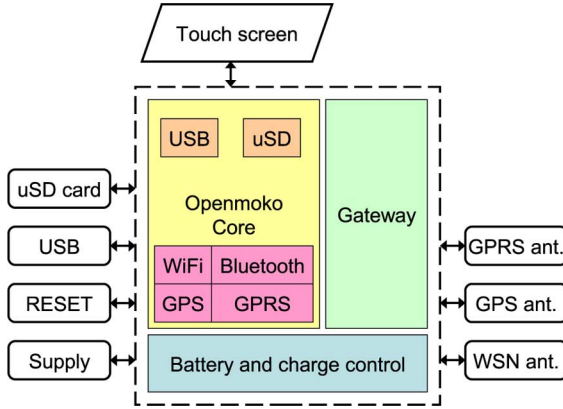 Touch screen
USB
uSD
Openmoko
Core
WiFi
Bluetooth
GPS
GPRS
Gateway
Battery and charge control
uSD card
USB
RESET
Supply
GPRS ant.
GPS ant.
WSN ant.